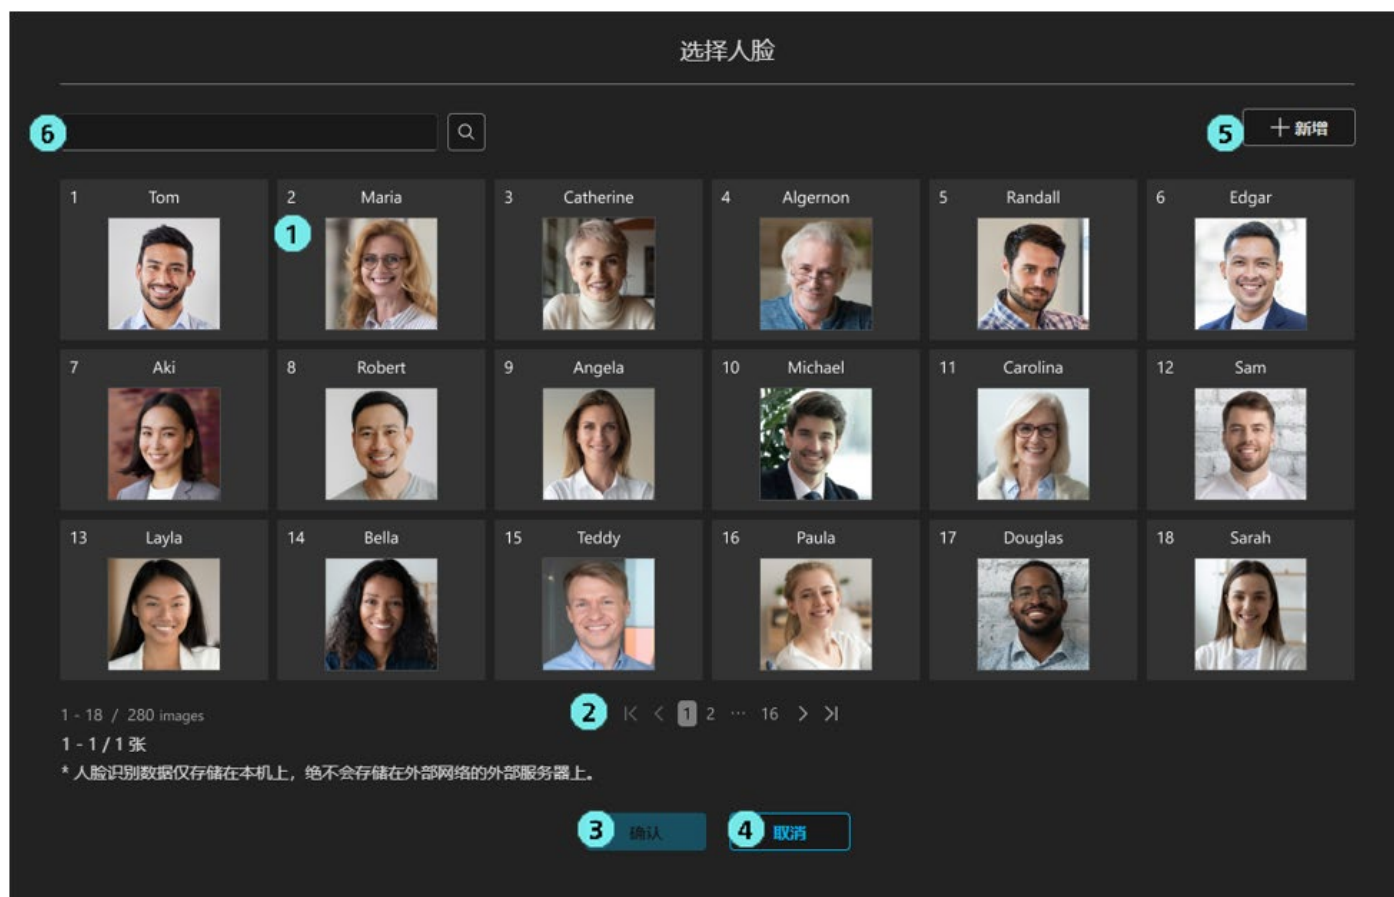 选择人脸
6
5 + 新增
1 Tom 2 Maria 3 Catherine 4 Algernon 5 Randall 6 Edgar
1
7 Aki 8 Robert 9 Angela 10 Michael 11 Carolina 12 Sam
13 Layla 14 Bella 15 Teddy 16 Paula 17 Douglas 18 Sarah
1 - 18 / 280 images 2 1 2 ... 16
1 - 1 / 1 张
* 人脸识别数据仅存储在本机上，绝不会存储在外部网络的外部服务器上。
3 确认 4 取消